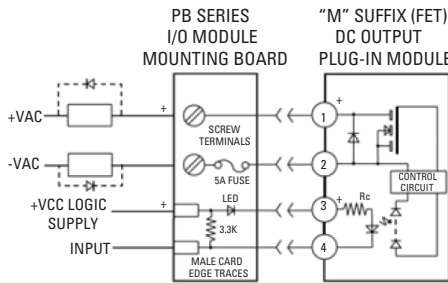 PB SERIES
I/O MODULE
MOUNTING BOARD
“M” SUFFIX (FET)
DC OUTPUT
PLUG-IN MODULE
+VAC
+
SCREW
TERMINALS
1
+
-VAC
5A FUSE
2
CONTROL
CIRCUIT
+VCC LOGIC
SUPPLY
+
LED
3
+
Rc
3.3K
INPUT
4
MALE CARD
EDGE TRACES